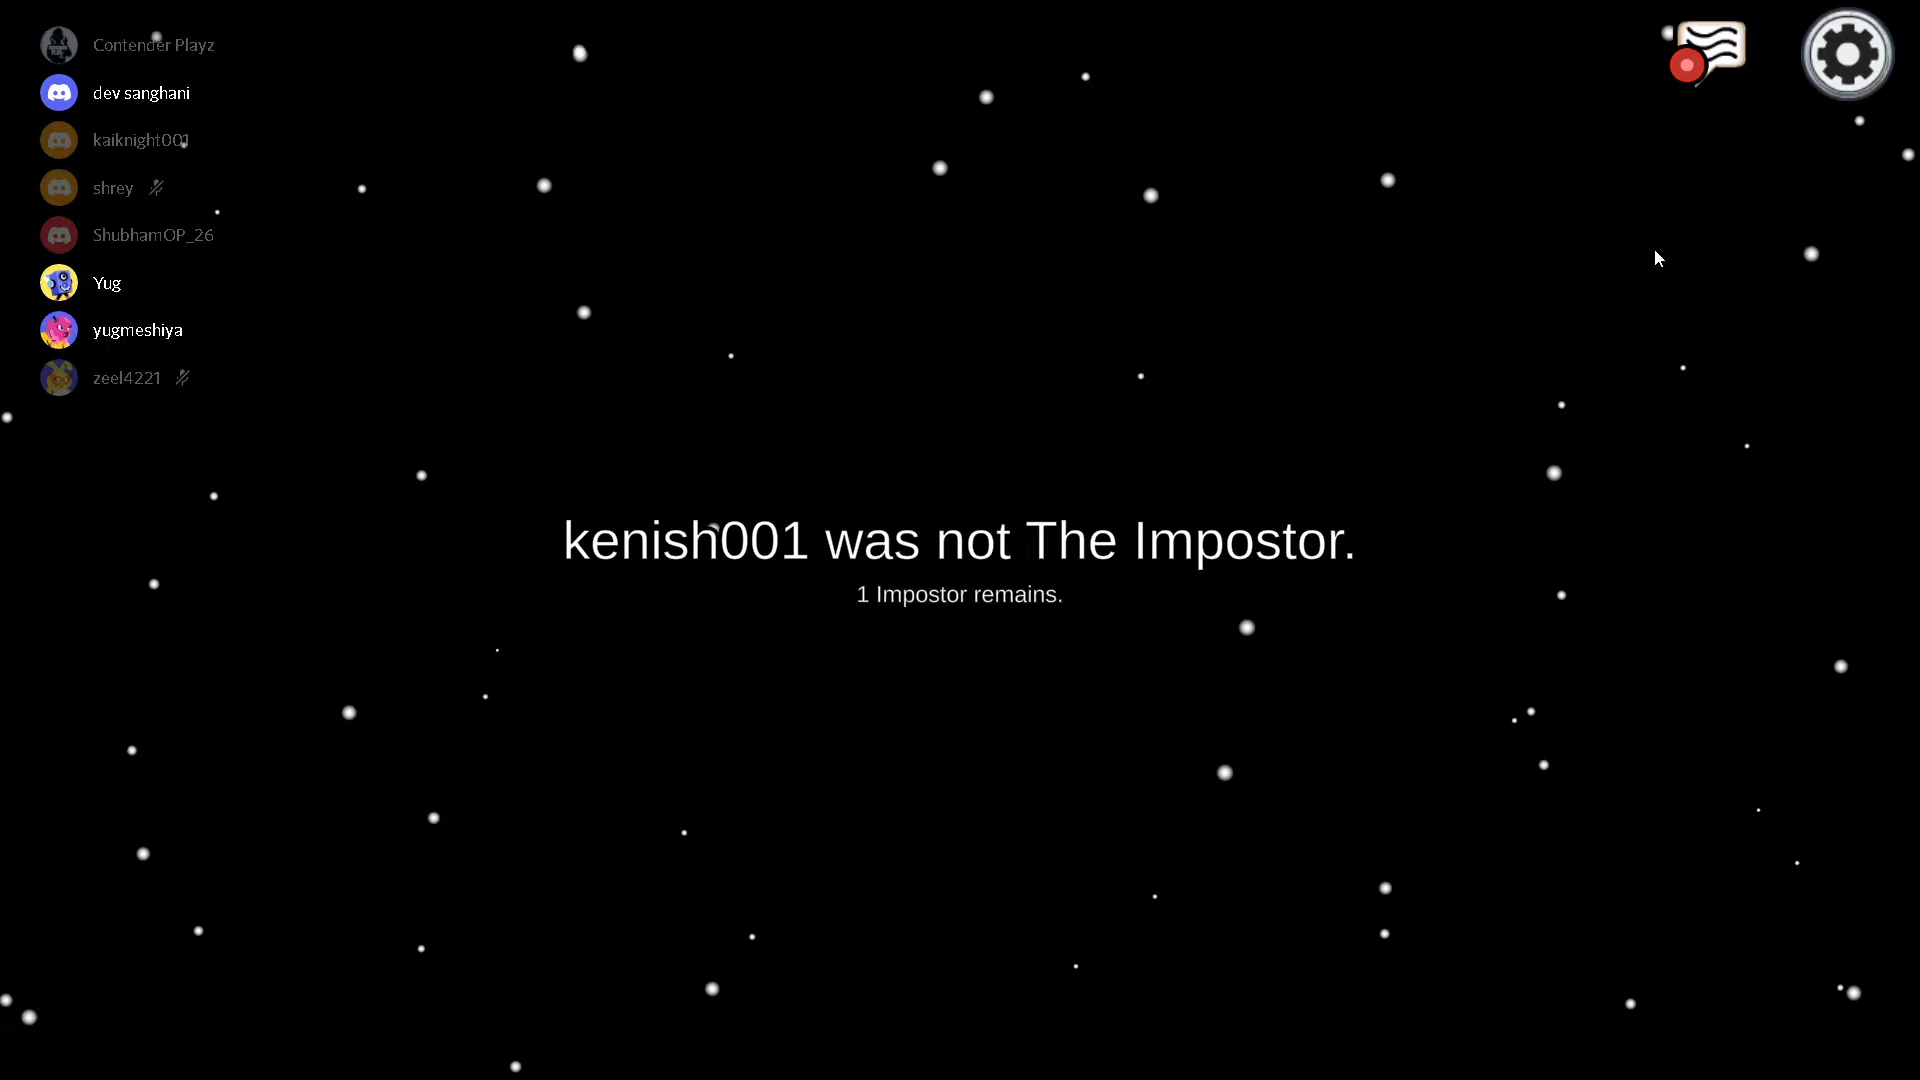 Contender Playz
dev sanghani
kaiknight001
shrey
ShubhamOP_26
Yug
yugmeshiya
zeel4221
kenish001 was not The Impostor.
1 Impostor remains.